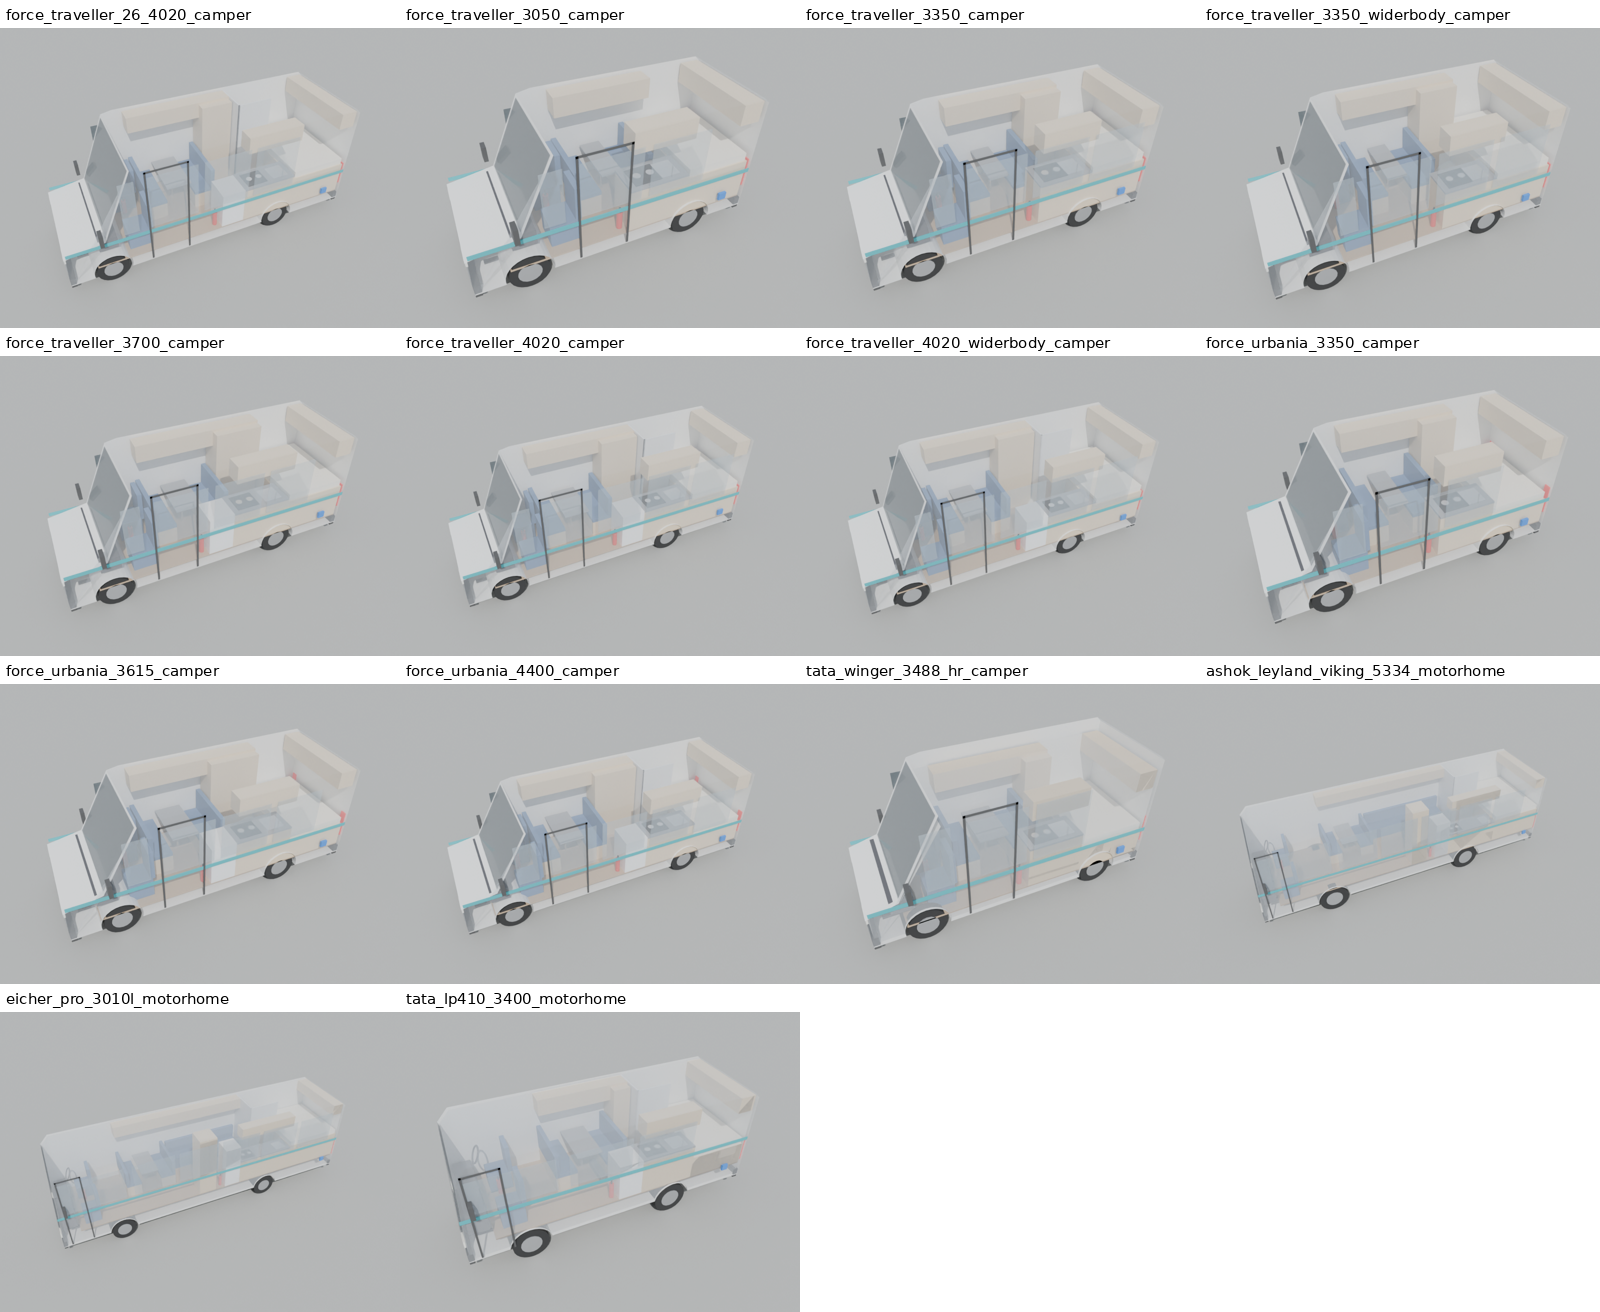 force_traveller_26_4020_camper
force_traveller_3050_camper
force_traveller_3350_camper
force_traveller_3350_widerbody_camper
force_traveller_3700_camper
force_traveller_4020_camper
force_traveller_4020_widerbody_camper
force_urbania_3350_camper
force_urbania_3615_camper
force_urbania_4400_camper
tata_winger_3488_hr_camper
ashok_leyland_viking_5334_motorhome
eicher_pro_3010l_motorhome
tata_lp410_3400_motorhome